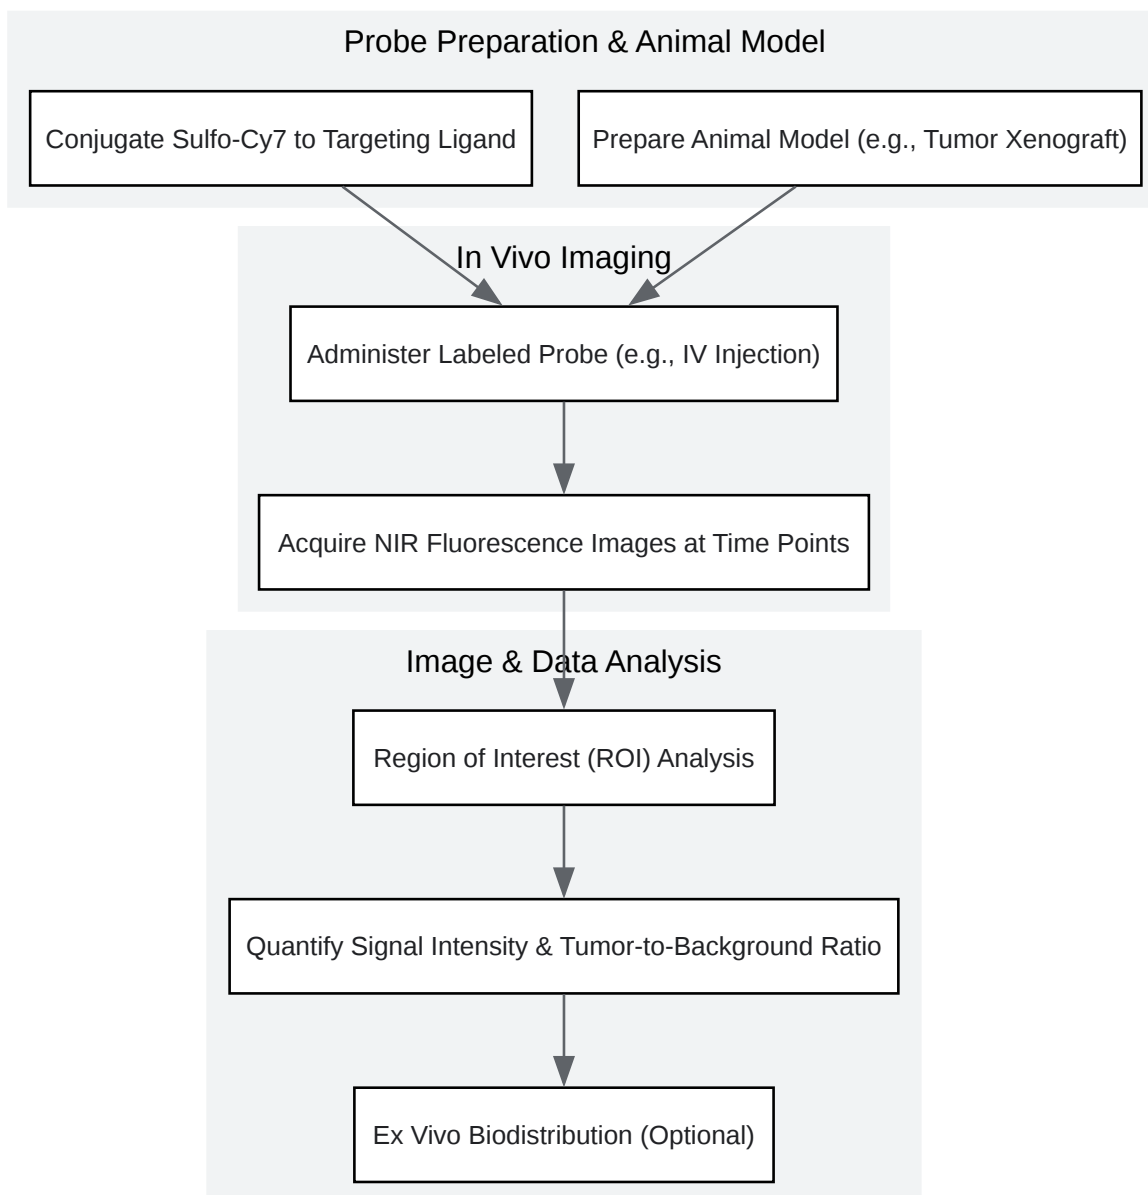 Probe Preparation & Animal Model
Conjugate Sulfo-Cy7 to Targeting Ligand
Prepare Animal Model (e.g., Tumor Xenograft)
In Vivo Imaging
Administer Labeled Probe (e.g., IV Injection)
Acquire NIR Fluorescence Images at Time Points
Image & Data Analysis
Region of Interest (ROI) Analysis
Quantify Signal Intensity & Tumor-to-Background Ratio
Ex Vivo Biodistribution (Optional)